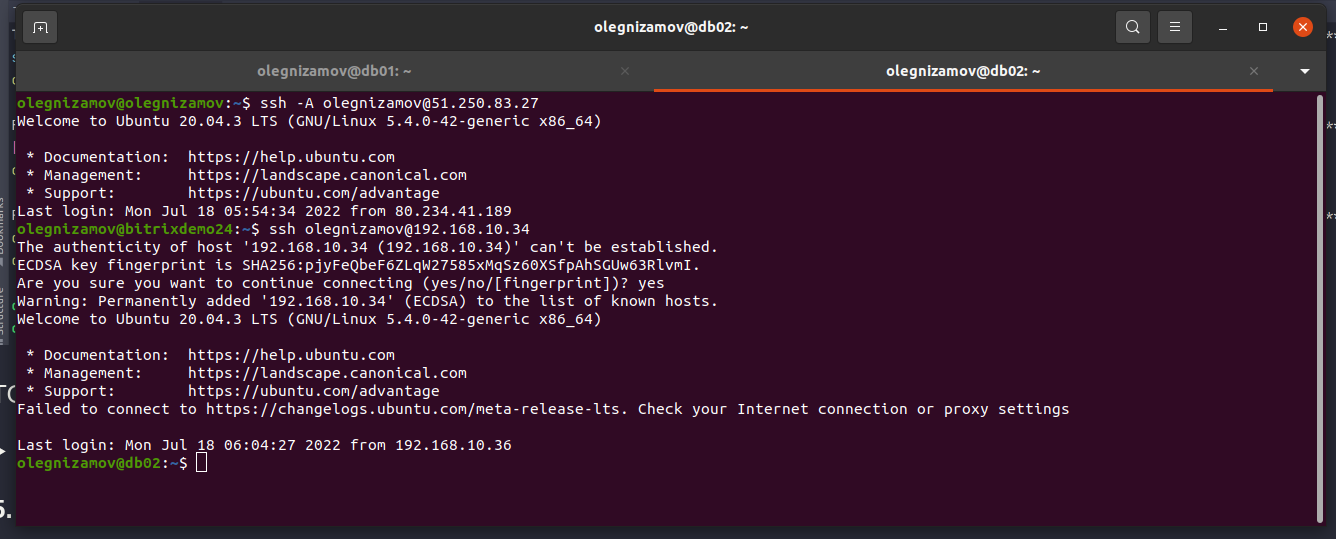 olegnizamov@db02: ~
olegnizamov@db01: ~
olegnizamov@db02: ~
olegnizamov@olegnizamov:~$ ssh -A olegnizamov@51.250.83.27
Welcome to Ubuntu 20.04.3 LTS (GNU/Linux 5.4.0-42-generic x86_64)
* Documentation:  https://help.ubuntu.com
* Management:     https://landscape.canonical.com
* Support:        https://ubuntu.com/advantage
Last login: Mon Jul 18 05:54:34 2022 from 80.234.41.189
olegnizamov@bitrixdemo24:~$ ssh olegnizamov@192.168.10.34
The authenticity of host '192.168.10.34 (192.168.10.34)' can't be established.
ECDSA key fingerprint is SHA256:pjyFeQbeF6ZLqW27585xMqSz60XSfpAhSGUw63RlvmI.
Are you sure you want to continue connecting (yes/no/[fingerprint])? yes
Warning: Permanently added '192.168.10.34' (ECDSA) to the list of known hosts.
Welcome to Ubuntu 20.04.3 LTS (GNU/Linux 5.4.0-42-generic x86_64)
* Documentation:  https://help.ubuntu.com
* Management:     https://landscape.canonical.com
* Support:        https://ubuntu.com/advantage
Failed to connect to https://changelogs.ubuntu.com/meta-release-lts. Check your Internet connection or proxy settings
Last login: Mon Jul 18 06:04:27 2022 from 192.168.10.36
olegnizamov@db02:~$